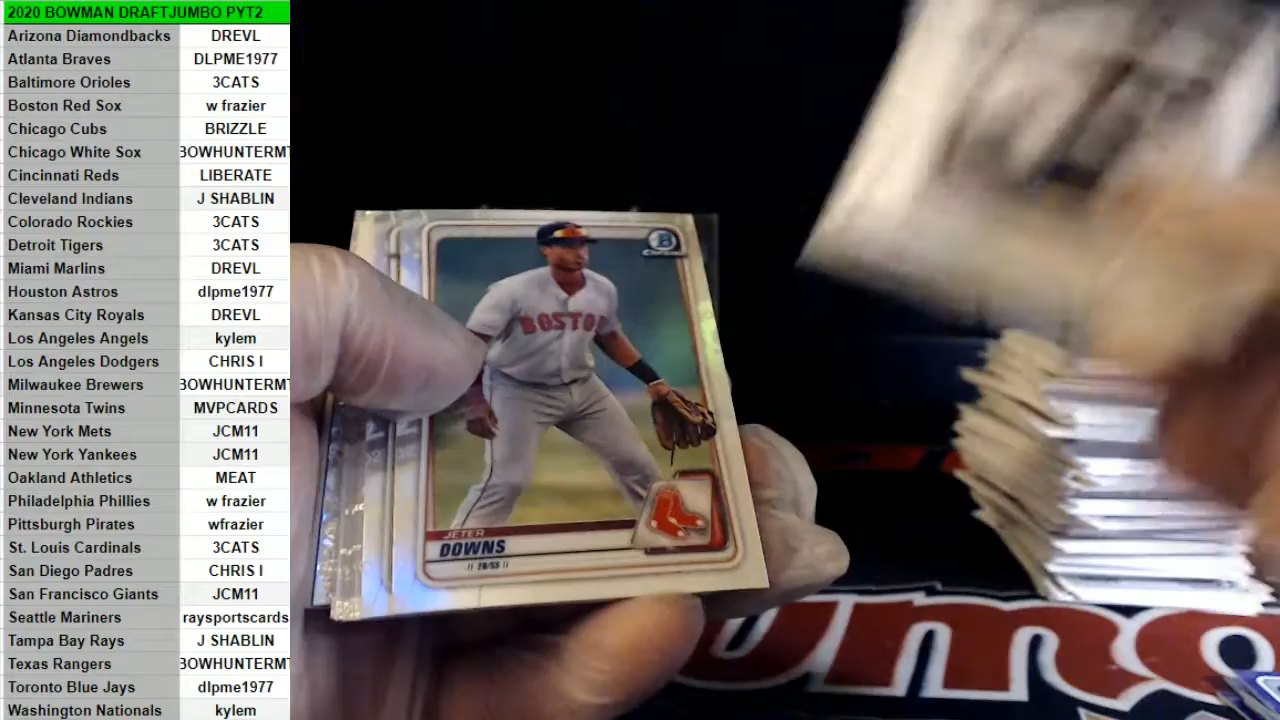 2020 BOWMAN DRAFTJUMBO PYT2
Arizona Diamondbacks DREVL
Atlanta Braves DLPME1977
Baltimore Orioles 3CATS
Boston Red Sox w frazier
Chicago Cubs BRIZZLE
Chicago White Sox BOWHUNTERMT
Cincinnati Reds LIBERATE
Cleveland Indians J SHABLIN
Colorado Rockies 3CATS
Detroit Tigers 3CATS
Miami Marlins DREVL
Houston Astros dlpme1977
Kansas City Royals DREVL
Los Angeles Angels kylem
Los Angeles Dodgers CHRIS I
Milwaukee Brewers BOWHUNTERMT
Minnesota Twins MVPCARDS
New York Mets JCM11
New York Yankees JCM11
Oakland Athletics MEAT
Philadelphia Phillies w frazier
Pittsburgh Pirates wfrazier
St. Louis Cardinals 3CATS
San Diego Padres CHRIS I
San Francisco Giants JCM11
Seattle Mariners raysportscards
Tampa Bay Rays J SHABLIN
Texas Rangers BOWHUNTERMT
Toronto Blue Jays dlpme1977
Washington Nationals kylem
B
CHROME
BOSTON
JETER
DOWNS